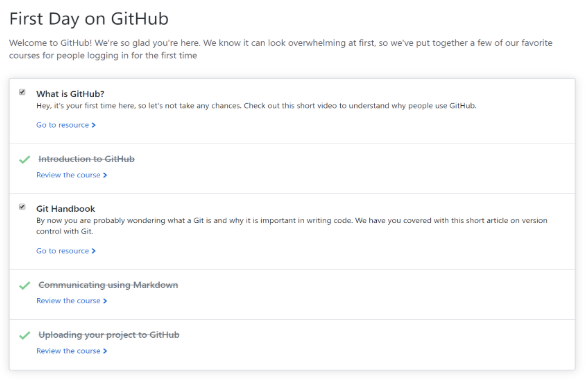 First Day on GitHub
Welcome to GitHub! We're so glad you're here. We know it can look overwhelming at first, so we've put together a few of our favorite
courses for people logging in for the first time
What is GitHub?
Hey, it's your first time here, so let's not take any chances. Check out this short video to understand why people use GitHub.
Go to resource >
Introduction to GitHub
Review the course >
Git Handbook
By now you are probably wondering what a Git is and why it is important in writing code. We have you covered with this short article on version
control with Git.
Go to resource >
Communicating using Markdown
Review the course >
Uploading your project to GitHub
Review the course >